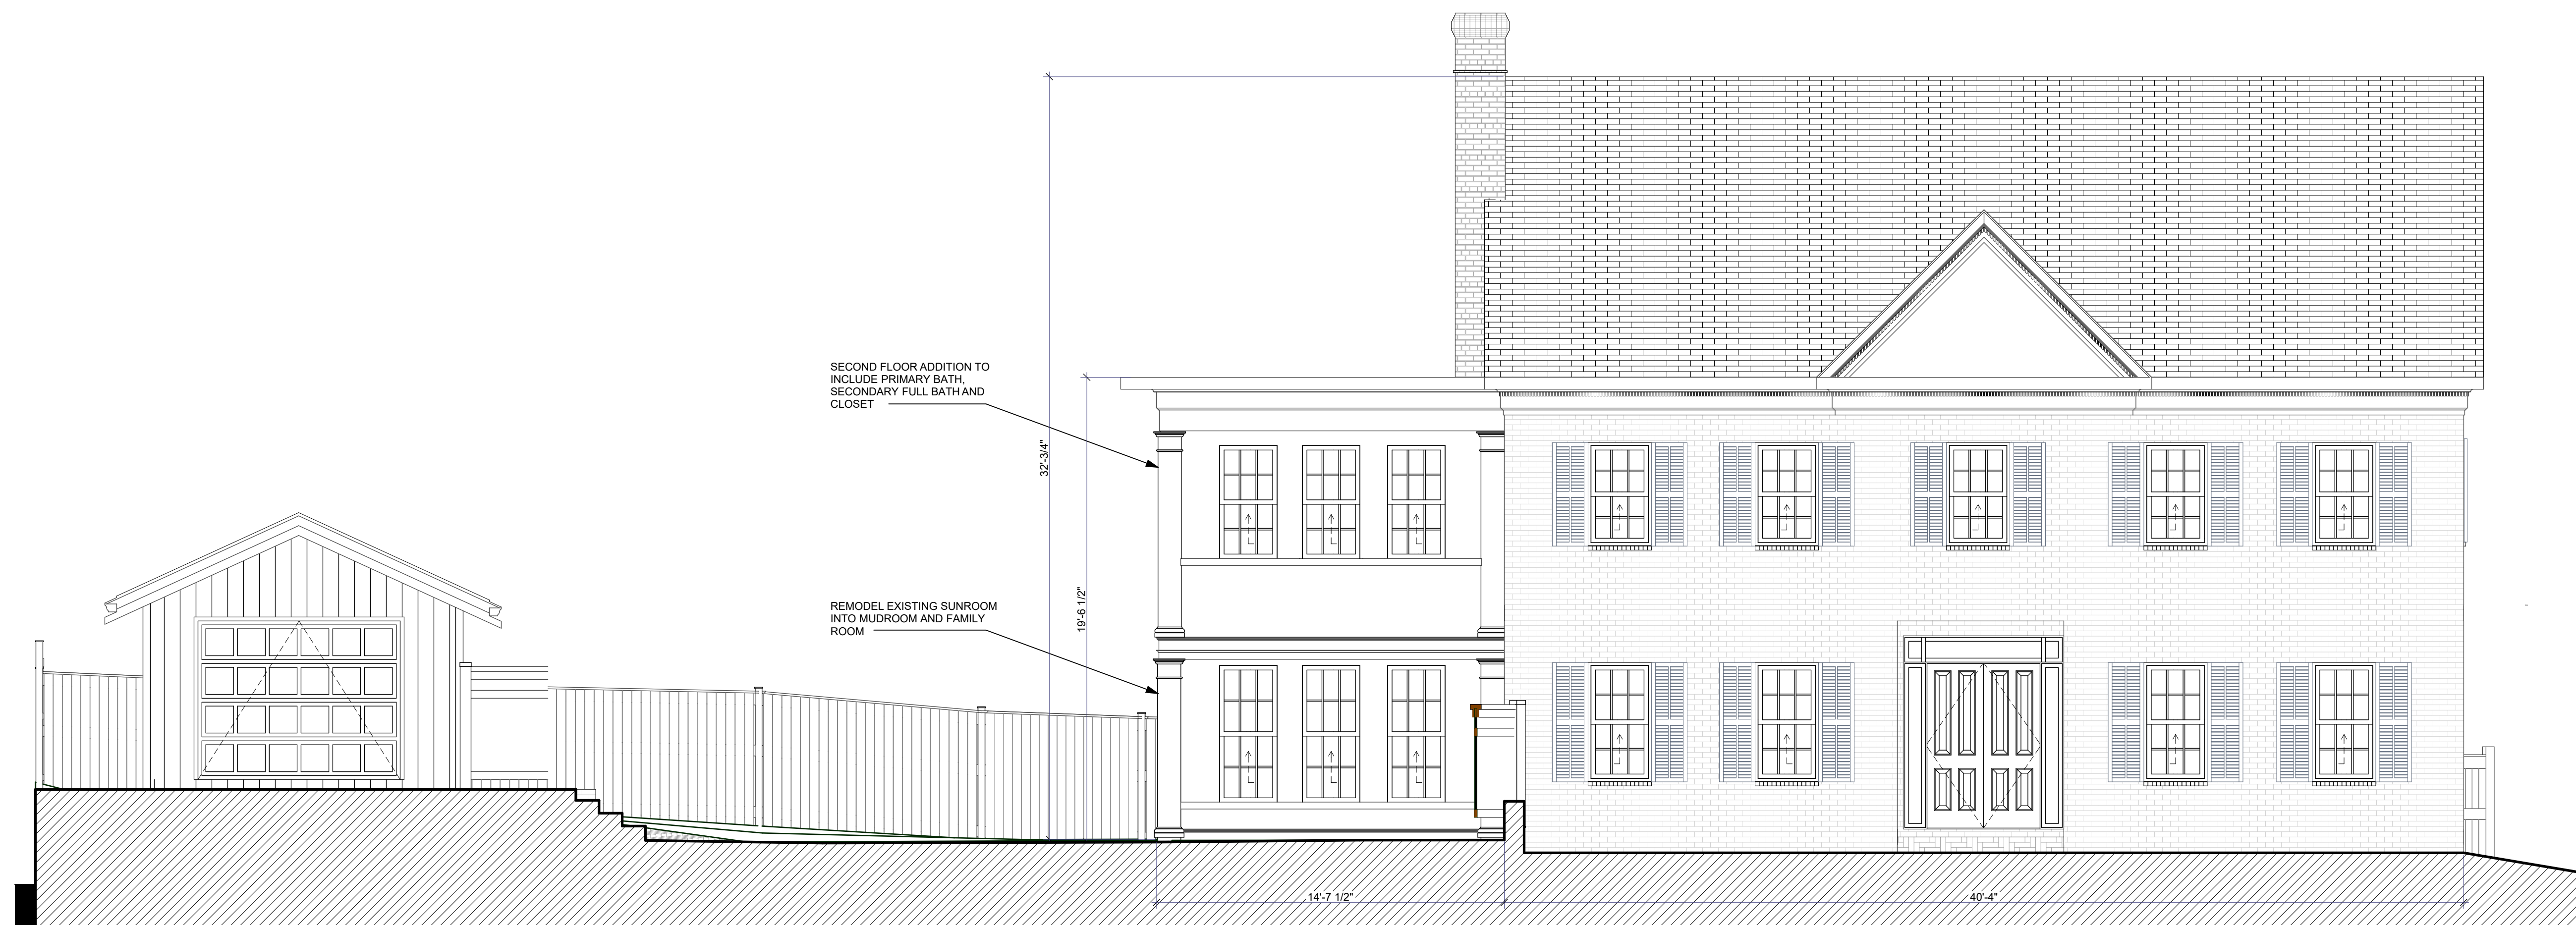 SECOND FLOOR ADDITION TO
INCLUDE PRIMARY BATH,
SECONDARY FULL BATH AND
CLOSET
32'-3/4"
19'-6 1/2"
REMODEL EXISTING SUNROOM
INTO MUDROOM AND FAMILY
ROOM
14'-7 1/2"
40'-4"